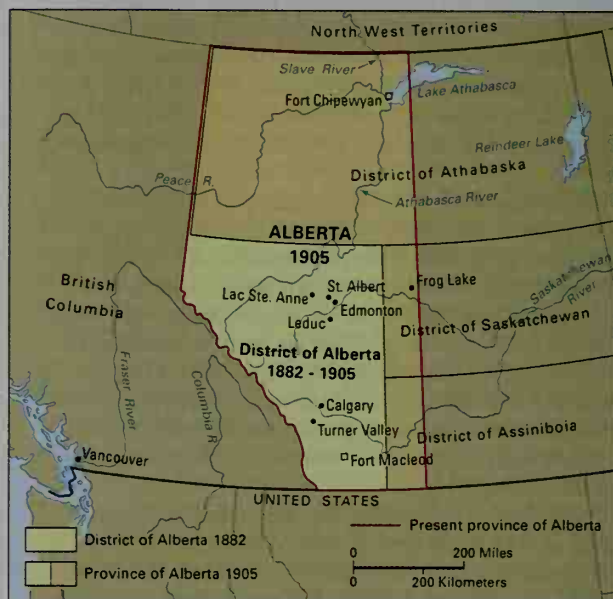 North West Territories
Slave River
Fort Chipewyan
Lake Athabasca
Reindeer Lake
Peace R.
District of Athabaska
Athabasca River
ALBERTA
1905
British
Columbia
Lac Ste. Anne
St. Albert
Edmonton
Leduc
Frog Lake
Saskatchewan
River
District of Saskatchewan
District of Alberta
1882 - 1905
Fraser River
Columbia R.
Calgary
Turner Valley
District of Assiniboia
Fort Macleod
Vancouver
UNITED STATES
District of Alberta 1882
Province of Alberta 1905
Present province of Alberta
0 200 Miles
0 200 Kilometers